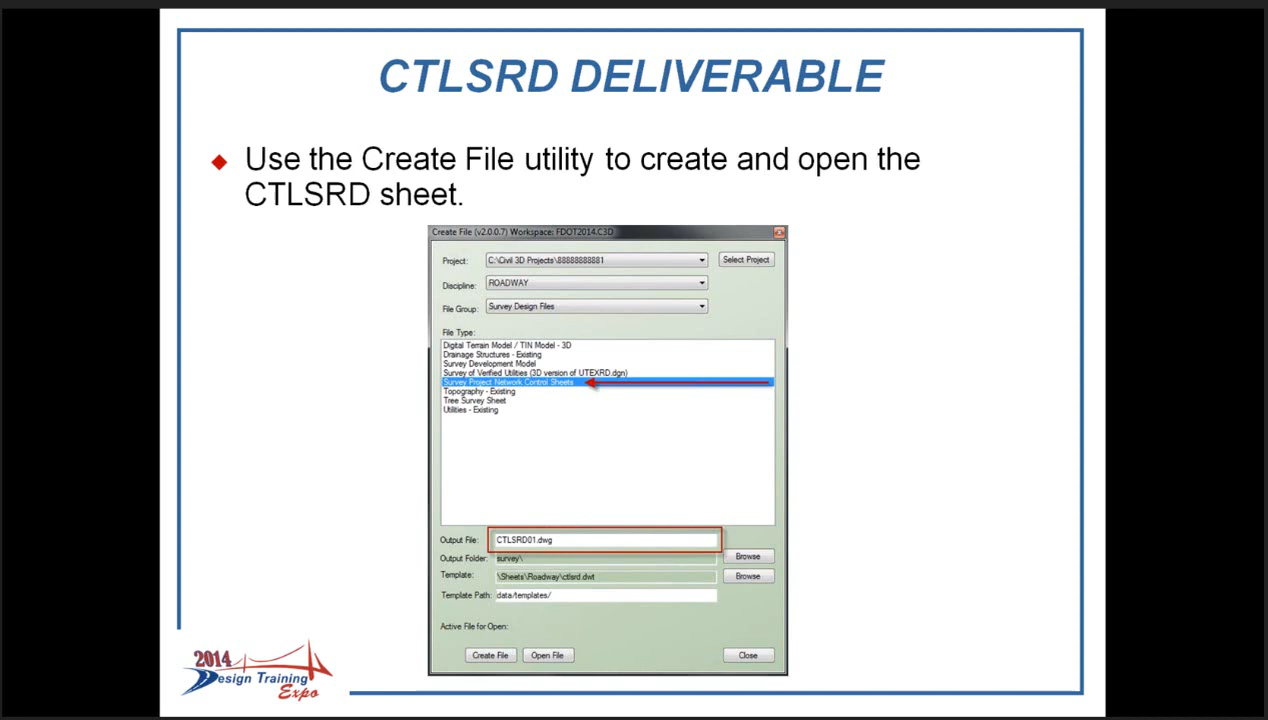 CTLSRD DELIVERABLE
Use the Create File utility to create and open the
CTLSRD sheet.
Create File (v2.0.0.7) Workspace: FDOT2014.C3D
Project: C:\Civil 3D Projects\88888888881 Select Project
Discipline: ROADWAY
File Group: Survey Design Files
File Type:
Digital Terrain Model / TIN Model - 3D
Drainage Structures - Existing
Survey Development Model
Survey of Verified Utilities (3D version of UTEXRD.dgn)
Survey Project Network Control Sheets
Topography - Existing
Tree Survey Sheet
Utilities - Existing
Output File: CTLSRD01.dwg
Output Folder: survey\ Browse
Template: \Sheets\Roadway\ctlsrd.dwt Browse
Template Path: data/templates/
Active File for Open:
Create File Open File Close
2014
Design Training
Expo